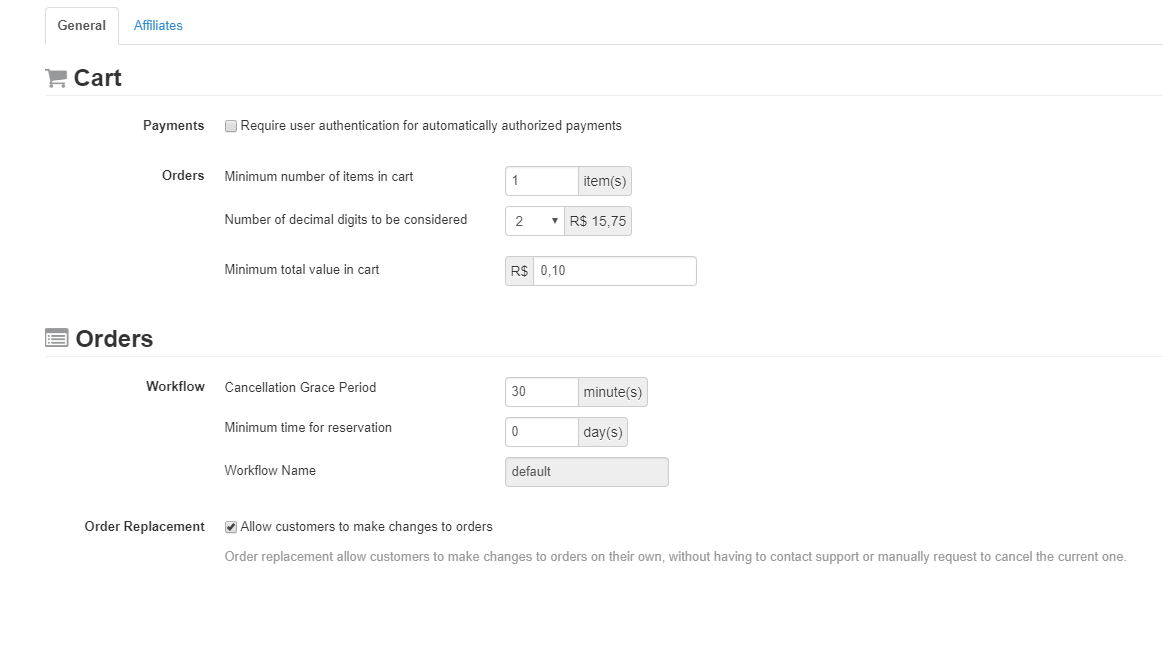 General Affiliates
Cart
Payments Require user authentication for automatically authorized payments
Orders Minimum number of items in cart 1 item(s)
Number of decimal digits to be considered 2 R$ 15,75
Minimum total value in cart R$ 0,10
Orders
Workflow Cancellation Grace Period 30 minute(s)
Minimum time for reservation 0 day(s)
Workflow Name default
Order Replacement Allow customers to make changes to orders
Order replacement allow customers to make changes to orders on their own, without having to contact support or manually request to cancel the current one.